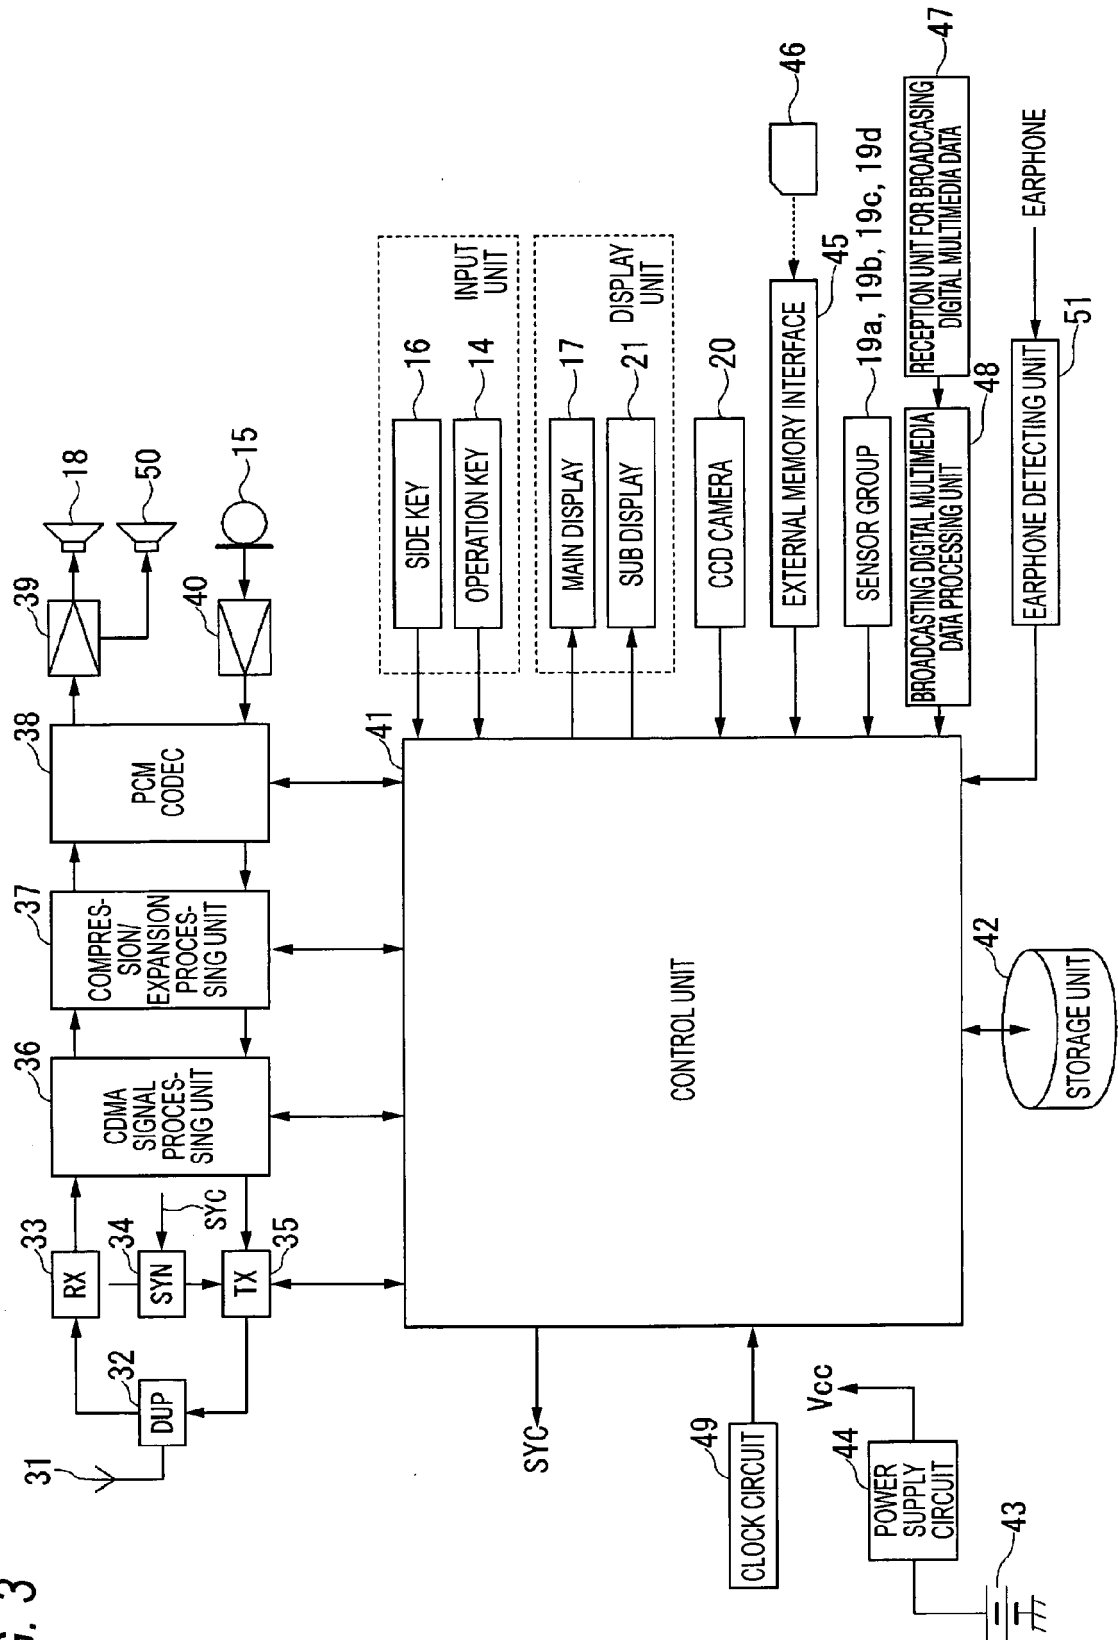 G. 3
31
32
DUP
33
RX
34
SYN
SYC
35
TX
36
CDMA
SIGNAL
PROCES-
SING UNIT
37
COMPRES-
SION/
EXPANSION
PROCES-
SING UNIT
38
PCM
CODEC
39
40
18
50
15
41
CONTROL UNIT
SYC
49
CLOCK CIRCUIT
44
POWER
SUPPLY
CIRCUIT
Vcc
43
42
STORAGE UNIT
SIDE KEY
16
OPERATION KEY
14
INPUT
UNIT
MAIN DISPLAY
17
SUB DISPLAY
21
DISPLAY
UNIT
CCD CAMERA
20
EXTERNAL MEMORY INTERFACE
45
46
SENSOR GROUP
19a, 19b, 19c, 19d
BROADCASTING DIGITAL MULTIMEDIA
DATA PROCESSING UNIT
48
RECEPTION UNIT FOR BROADCASING
DIGITAL MULTIMEDIA DATA
47
EARPHONE DETECTING UNIT
51
EARPHONE